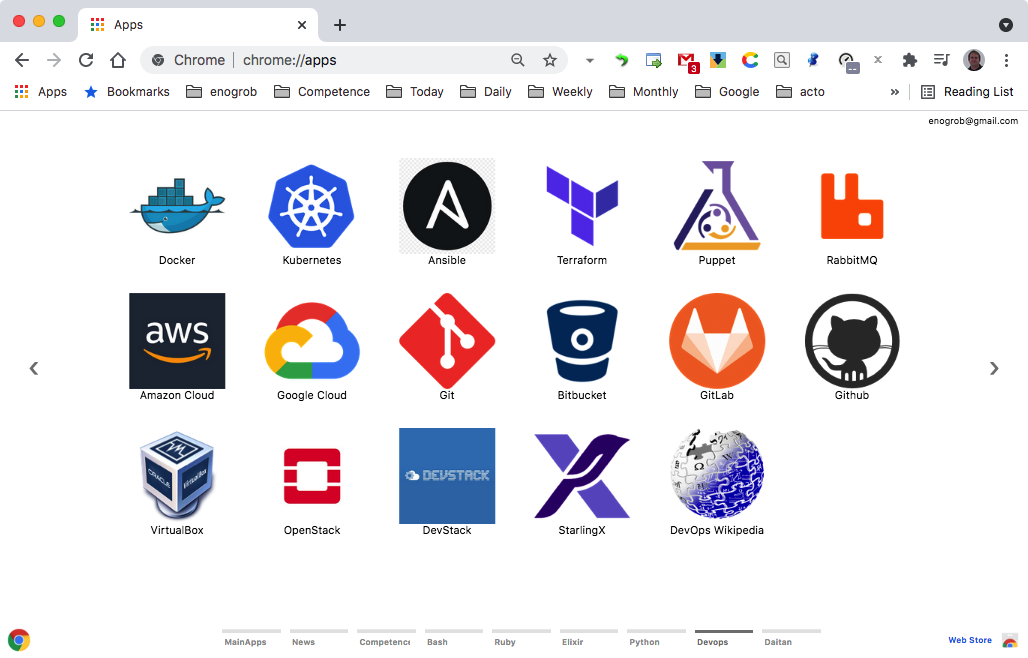 Apps
Chrome chrome://apps
3
Apps Bookmarks enogrob Competence Today Daily Weekly Monthly Google acto » Reading List
enogrob@gmail.com
Docker Kubernetes Ansible Terraform Puppet RabbitMQ
aws
Amazon Cloud Google Cloud Git Bitbucket GitLab Github
ORACLE VirtualBox
DEVSTACK
VirtualBox OpenStack DevStack StarlingX DevOps Wikipedia
MainApps News Competence Bash Ruby Elixir Python Devops Daitan Web Store